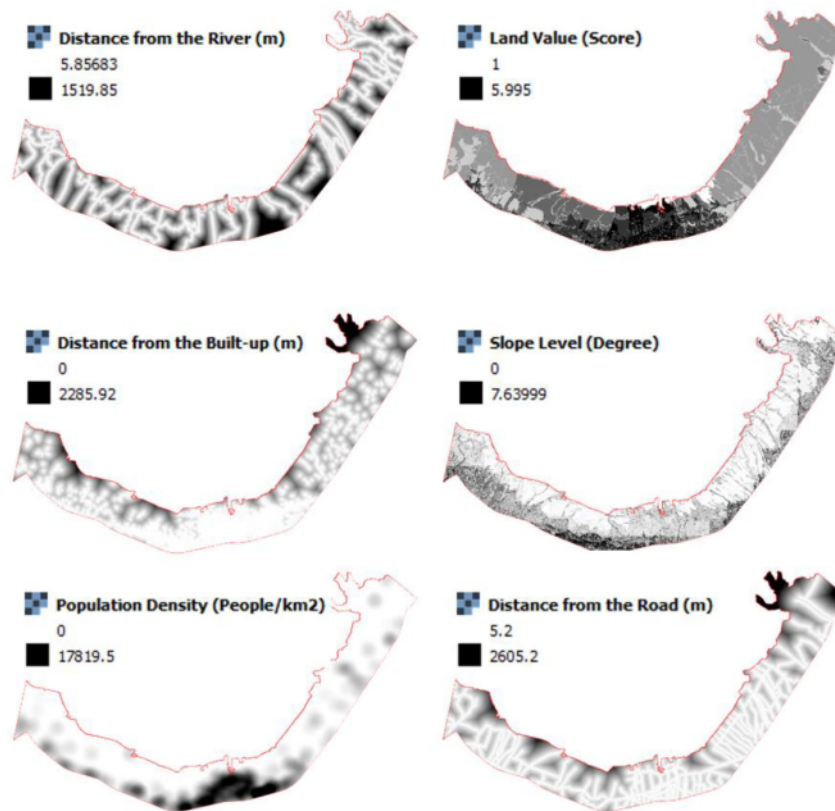 Distance from the River (m)
5.85683
1519.85
Land Value (Score)
1
5.995
Distance from the Built-up (m)
0
2285.92
Slope Level (Degree)
0
7.63999
Population Density (People/km2)
0
17819.5
Distance from the Road (m)
5.2
2605.2